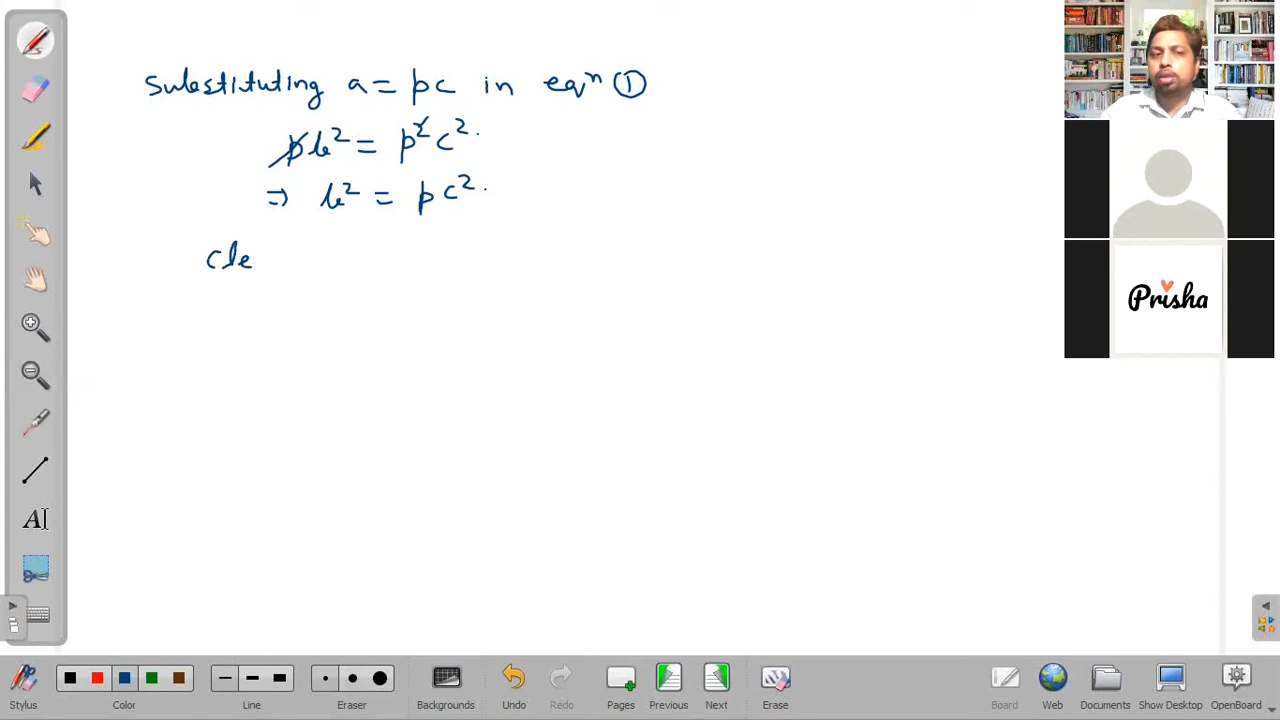 Substituting a = pc in eqn ①
pb² = p²c².
⇒ b² = pc².
Cle
Prisha
A
Stylus
Color
Line
Eraser
Backgrounds
Undo
Redo
Pages
Previous
Next
Erase
Board
Web
Documents
Show Desktop
OpenBoard